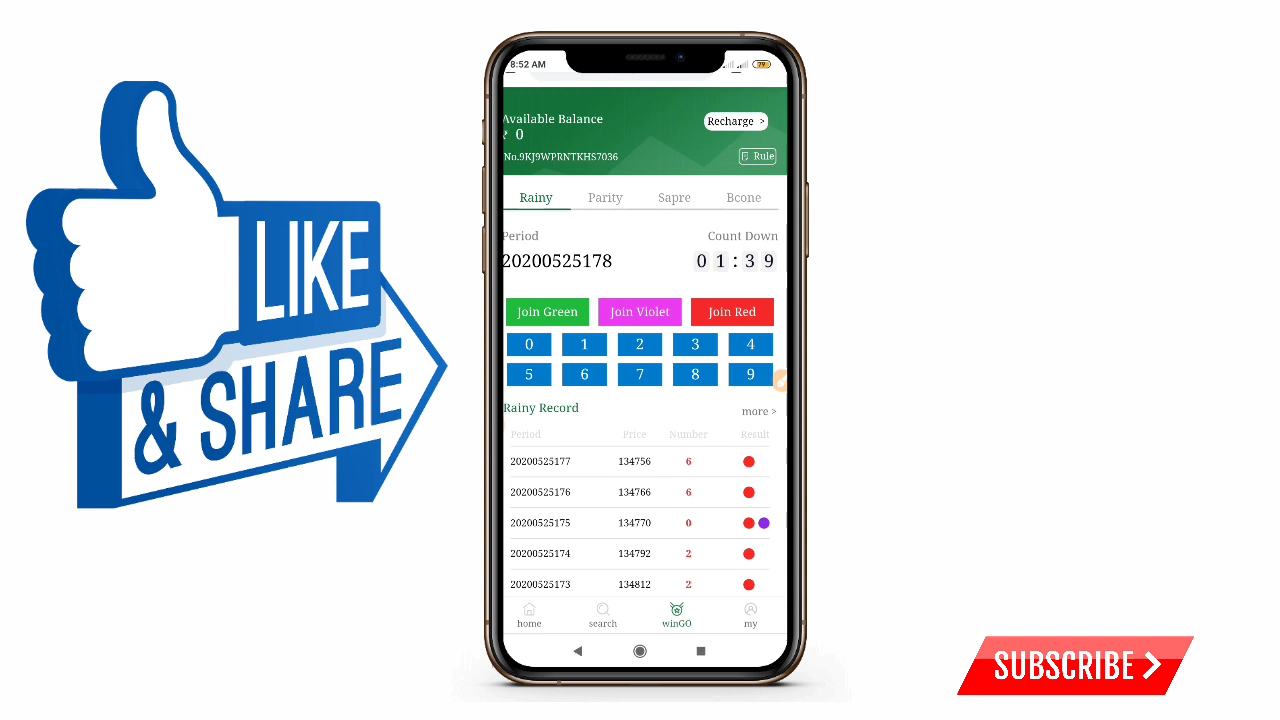 LIKE
& SHARE
8:52 AM
79
Available Balance
₹ 0
Recharge >
No.9KJ9WPRNTKHS7036
Rule
Rainy Parity Sapre Bcone
Period Count Down
20200525178 01:39
Join Green Join Violet Join Red
0 1 2 3 4
5 6 7 8 9
Rainy Record more >
Period Price Number Result
20200525177 134756 6
20200525176 134766 6
20200525175 134770 0
20200525174 134792 2
20200525173 134812 2
home search winGO my
SUBSCRIBE